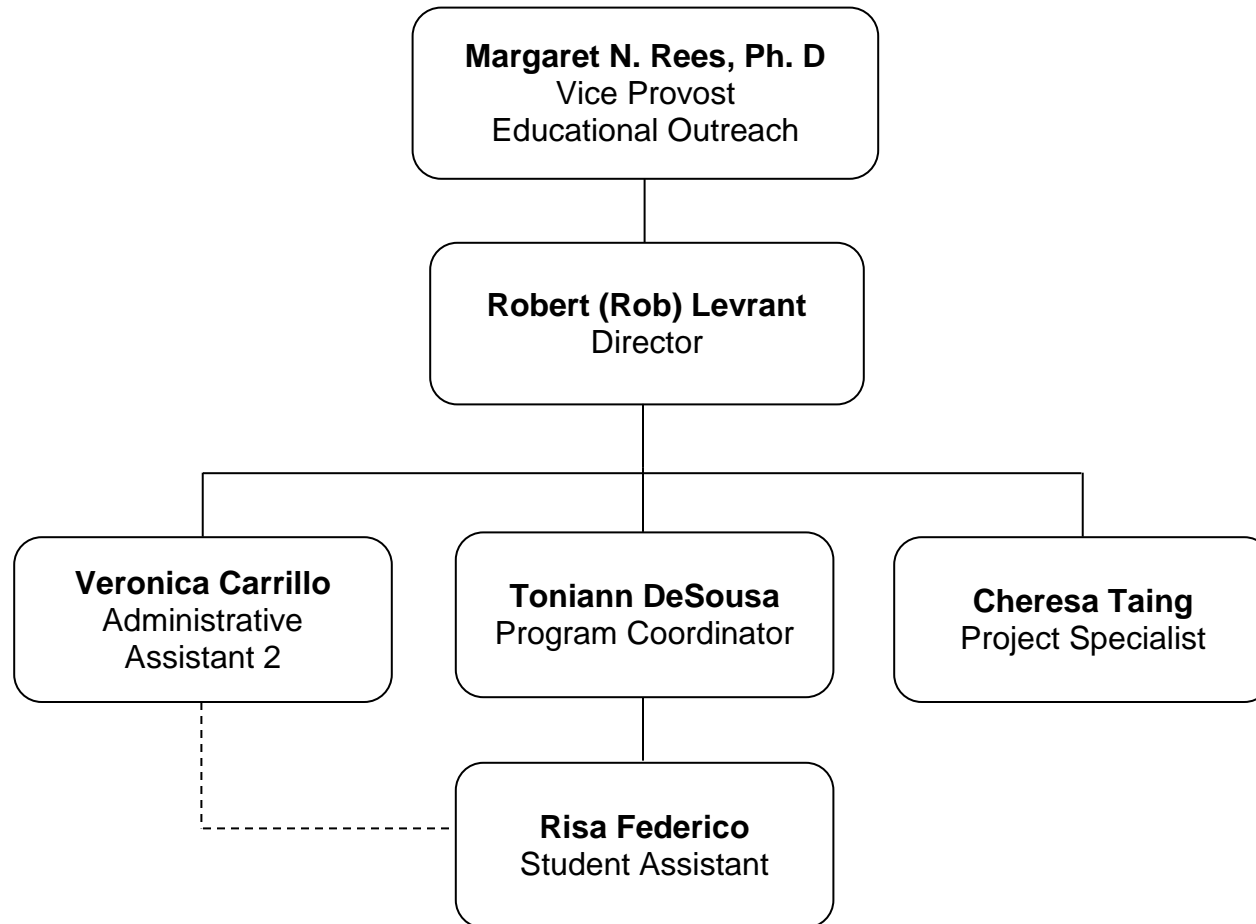 Margaret N. Rees, Ph. D
Vice Provost
Educational Outreach
Robert (Rob) Levrant
Director
Veronica Carrillo
Administrative
Assistant 2
Toniann DeSousa
Program Coordinator
Cheresa Taing
Project Specialist
Risa Federico
Student Assistant